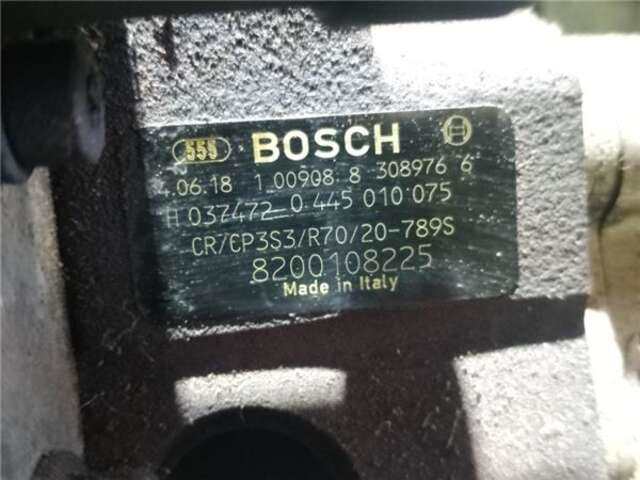 555 BOSCH
4.06.18 1.00908.8 308976 6
H 037472 0 445 010 075
CR/CP3S3/R70/20-789S
8200108225
Made in Italy